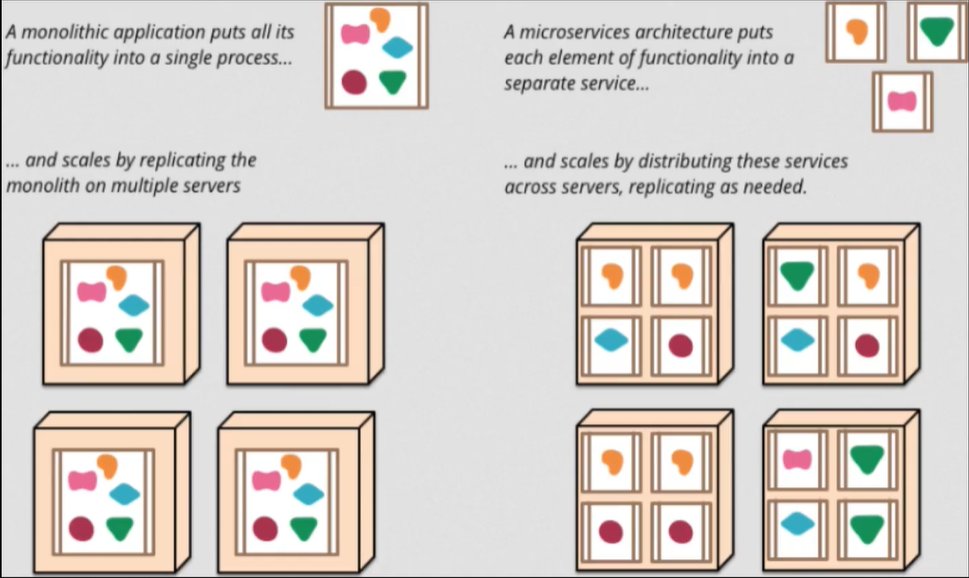 A monolithic application puts all its
functionality into a single process...
... and scales by replicating the
monolith on multiple servers
A microservices architecture puts
each element of functionality into a
separate service...
... and scales by distributing these services
across servers, replicating as needed.